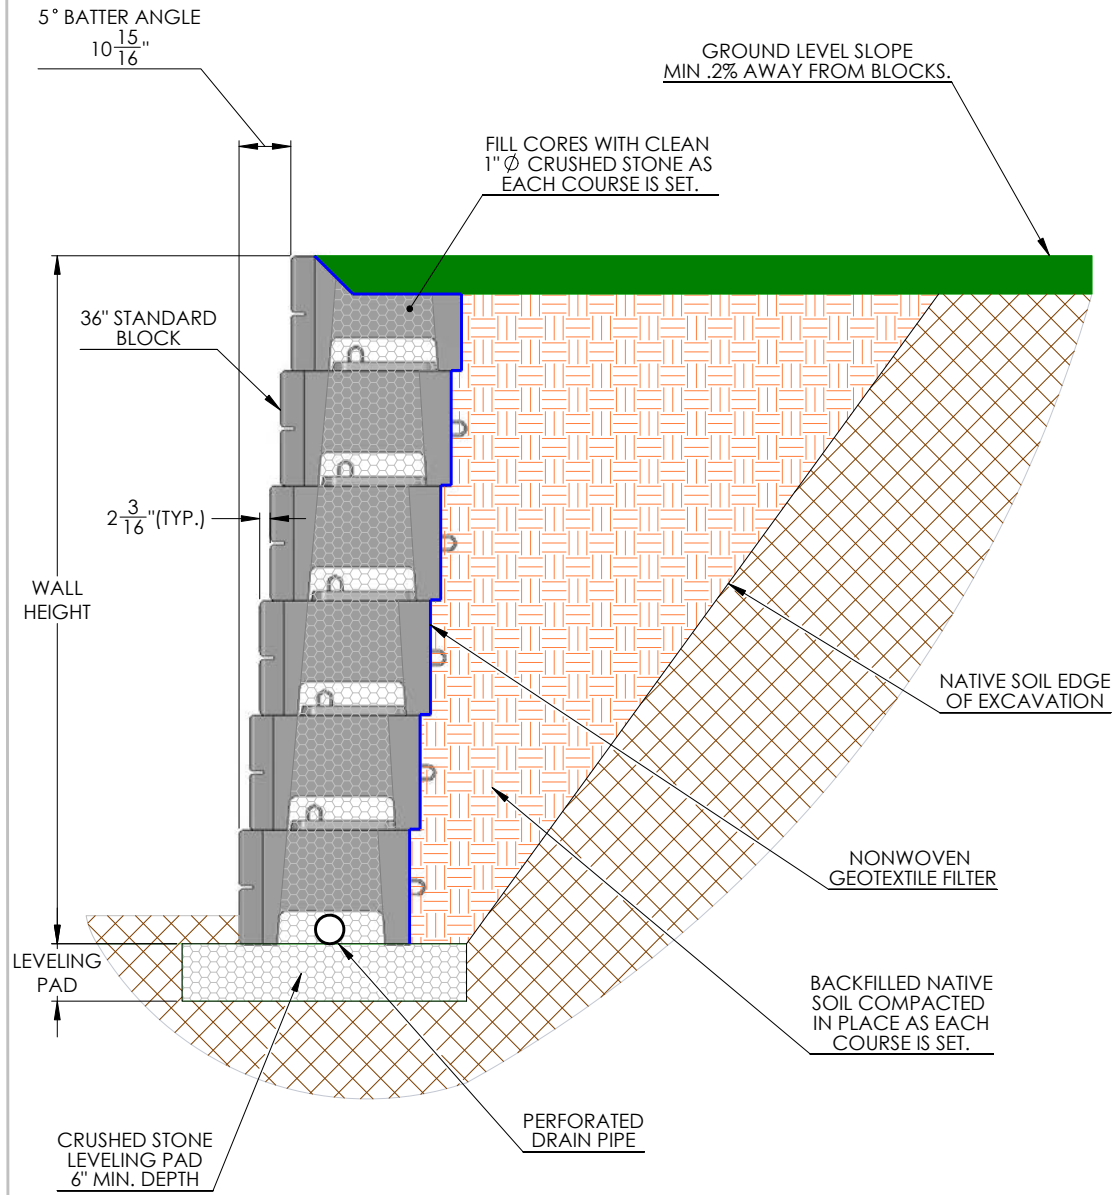 5° BATTER ANGLE
10 15/16"
GROUND LEVEL SLOPE
MIN .2% AWAY FROM BLOCKS.
FILL CORES WITH CLEAN
1"Ø CRUSHED STONE AS
EACH COURSE IS SET.
36" STANDARD
BLOCK
2 3/16"(TYP.)
WALL
HEIGHT
NATIVE SOIL EDGE
OF EXCAVATION
NONWOVEN
GEOTEXTILE FILTER
LEVELING
PAD
BACKFILLED NATIVE
SOIL COMPACTED
IN PLACE AS EACH
COURSE IS SET.
PERFORATED
DRAIN PIPE
CRUSHED STONE
LEVELING PAD
6" MIN. DEPTH